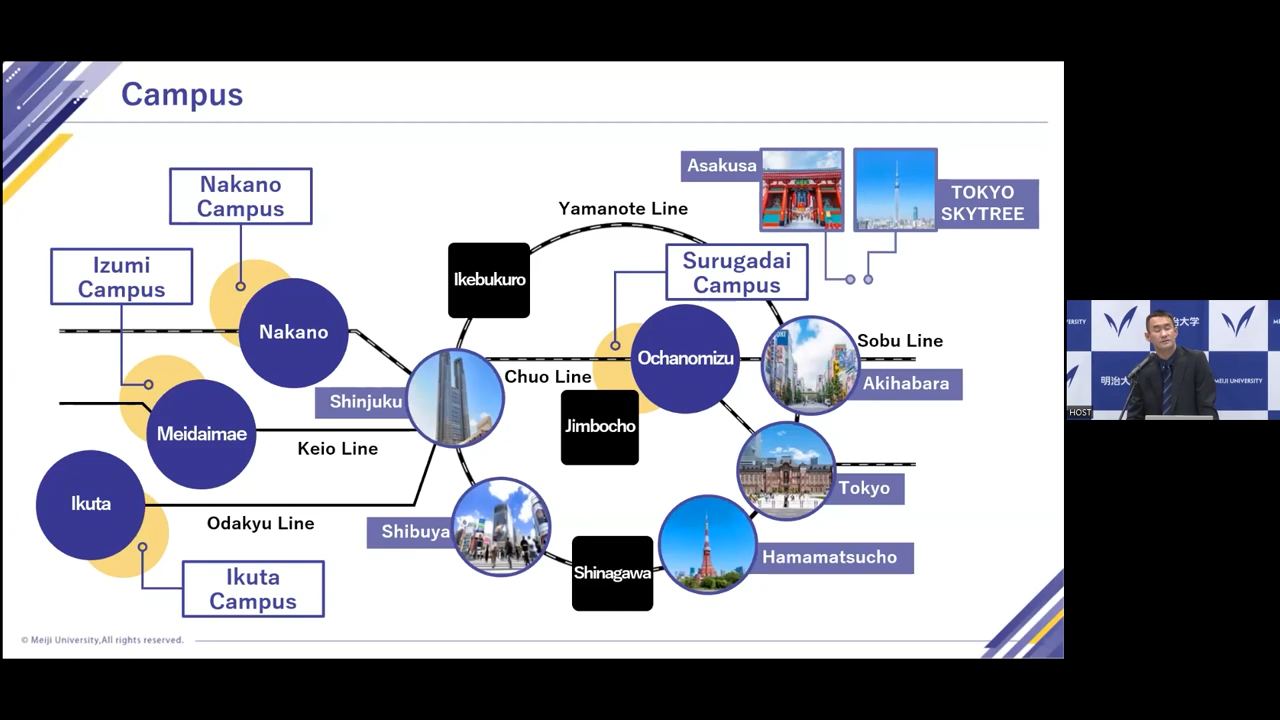 Campus
Nakano
Campus
Izumi
Campus
Nakano
Meidaimae
Ikuta
Ikuta
Campus
Keio Line
Odakyu Line
Shinjuku
Ikebukuro
Yamanote Line
Chuo Line
Jimbocho
Shibuya
Shinagawa
Surugadai
Campus
Ochanomizu
Asakusa
TOKYO
SKYTREE
Sobu Line
Akihabara
Tokyo
Hamamatsucho
© Meiji University,All rights reserved.
明治大学
MEIJI UNIVERSITY
HOST